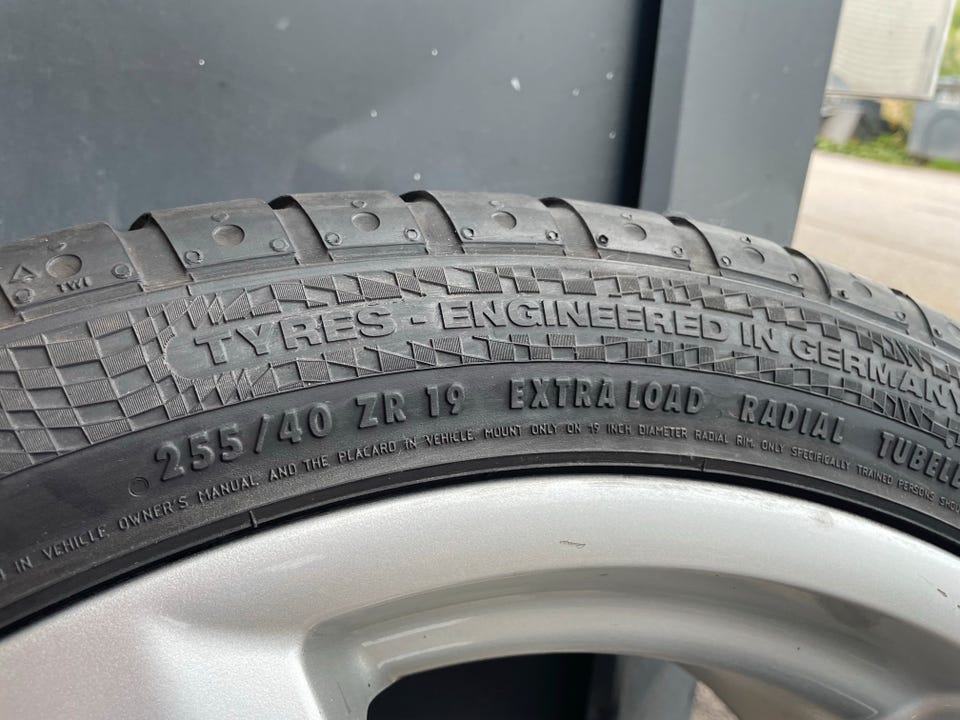 TWI
TYRES - ENGINEERED IN GERMANY
255/40 ZR 19 EXTRA LOAD RADIAL
IN VEHICLE OWNER'S MANUAL AND THE PLACARD IN VEHICLE. MOUNT ONLY ON 19 INCH DIAMETER RADIAL RIM. ONLY SPECIFICALLY TRAINED PERSONS